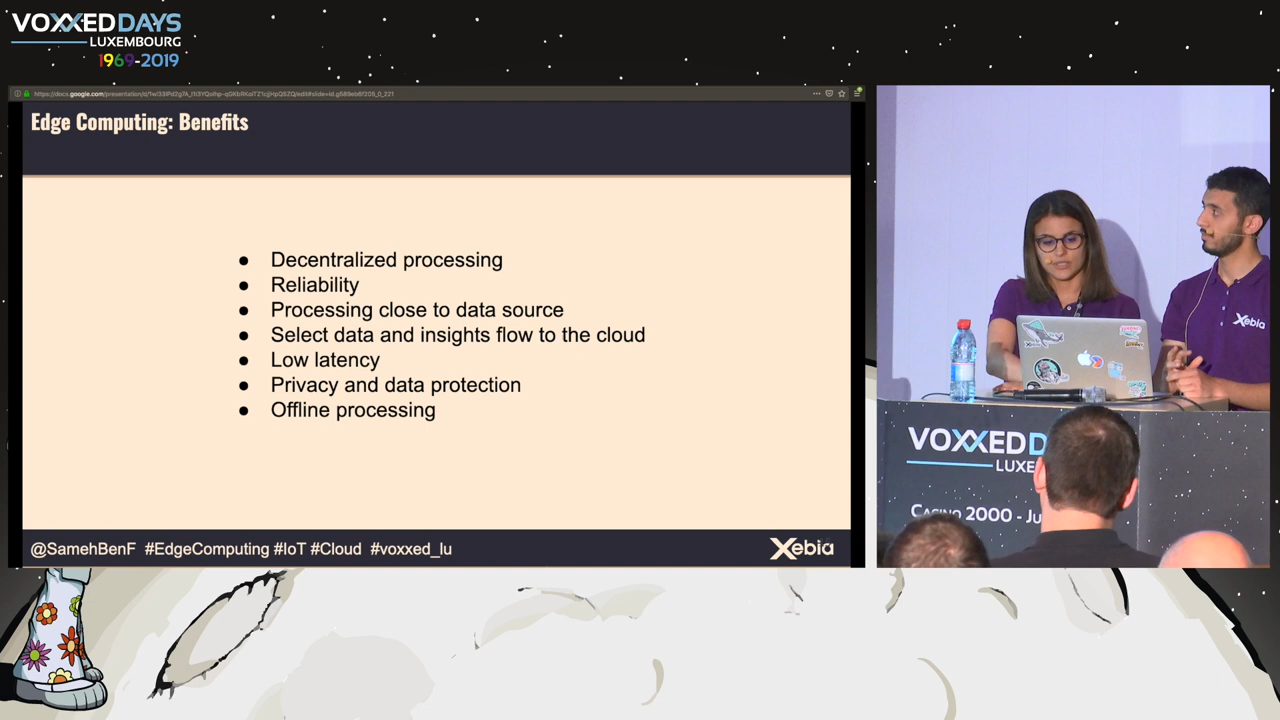 VOXXED DAYS
LUXEMBOURG
1969-2019
Edge Computing: Benefits
● Decentralized processing
● Reliability
● Processing close to data source
● Select data and insights flow to the cloud
● Low latency
● Privacy and data protection
● Offline processing
@SamehBenF #EdgeComputing #IoT #Cloud #voxxed_lu
Xebia
Xebia
VOXXED D
LUXE
CASINO 2000 - JU